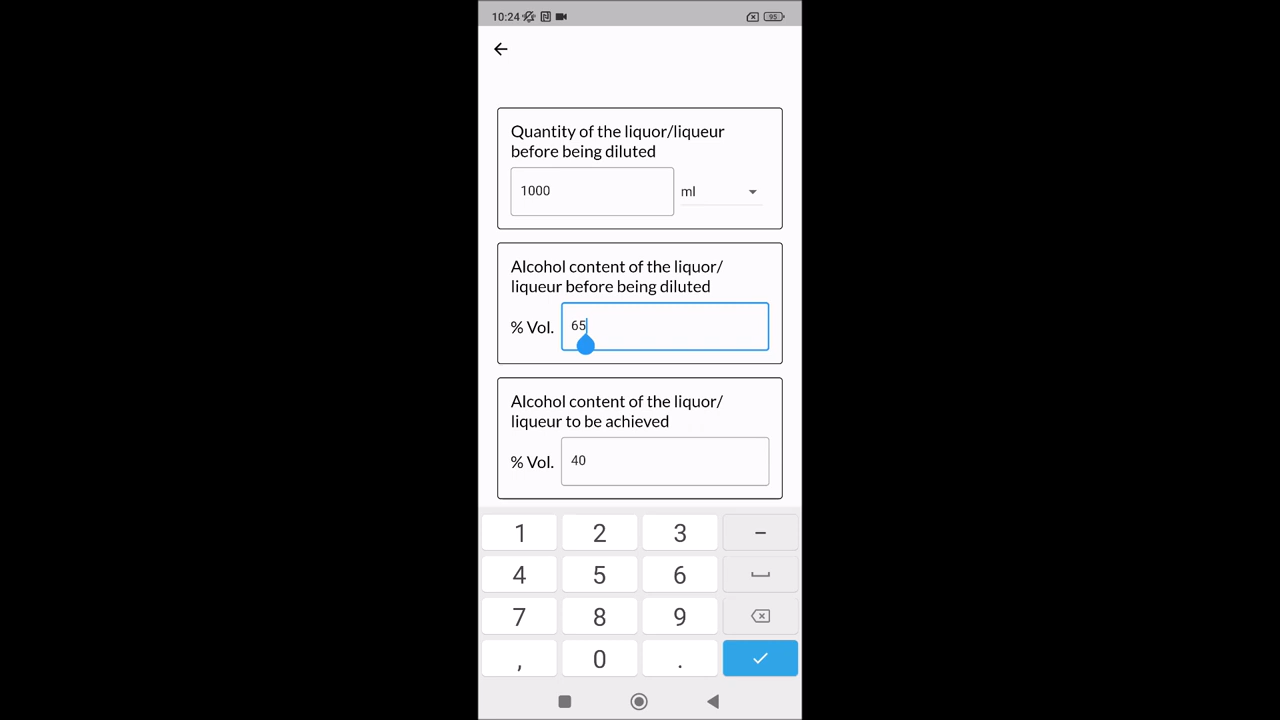 10:24
95
Quantity of the liquor/liqueur
before being diluted
1000
ml
Alcohol content of the liquor/
liqueur before being diluted
% Vol.
65
Alcohol content of the liquor/
liqueur to be achieved
% Vol.
40
1 2 3 –
4 5 6
7 8 9
, 0 .